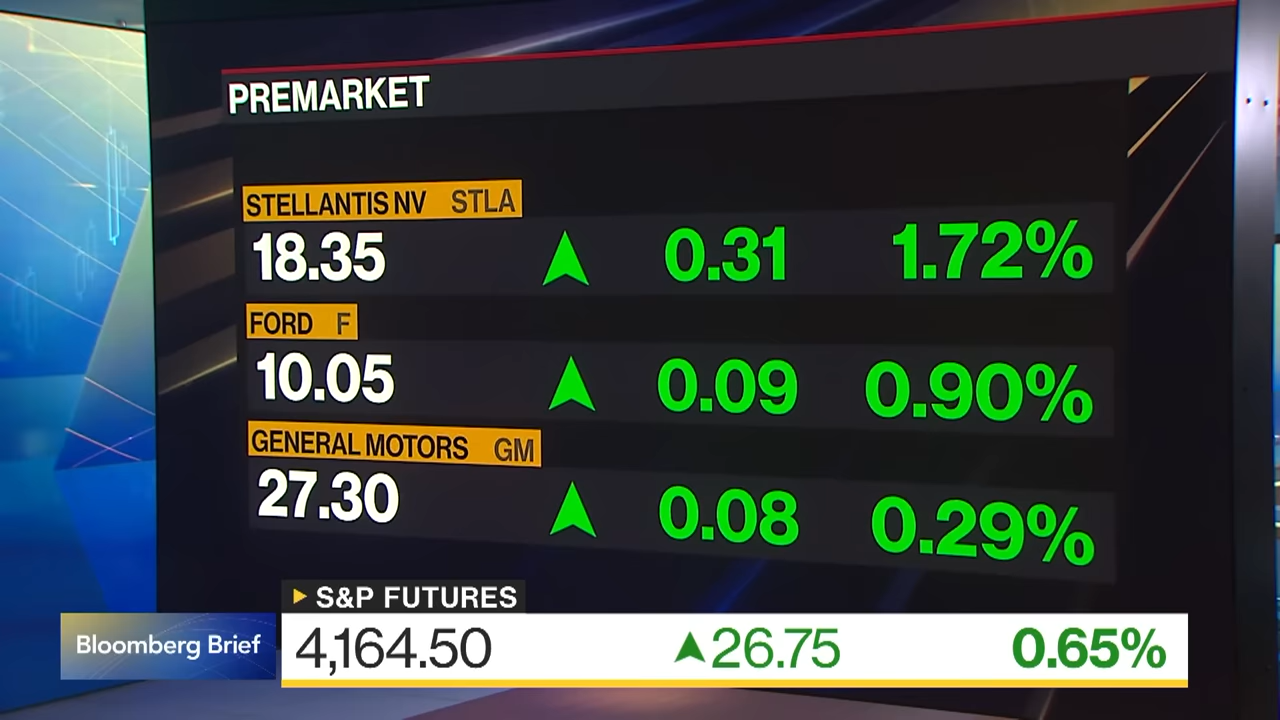 PREMARKET
STELLANTIS NV STLA
18.35 ▲ 0.31 1.72%
FORD F
10.05 ▲ 0.09 0.90%
GENERAL MOTORS GM
27.30 ▲ 0.08 0.29%
S&P FUTURES
Bloomberg Brief
4,164.50 ▲26.75 0.65%